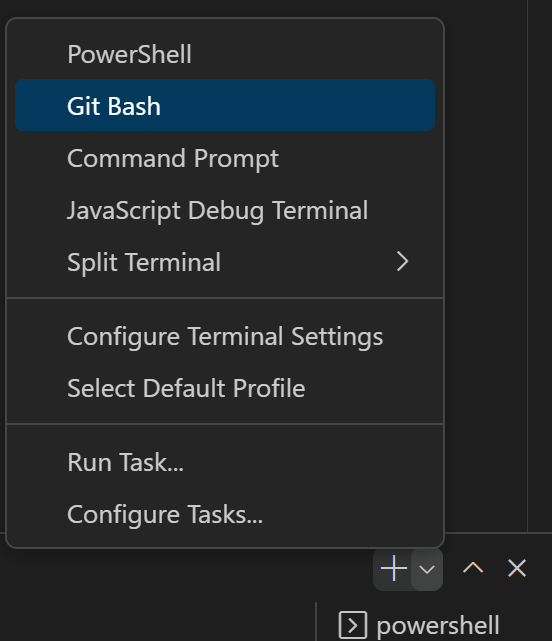 PowerShell
Git Bash
Command Prompt
JavaScript Debug Terminal
Split Terminal
Configure Terminal Settings
Select Default Profile
Run Task...
Configure Tasks...
powershell